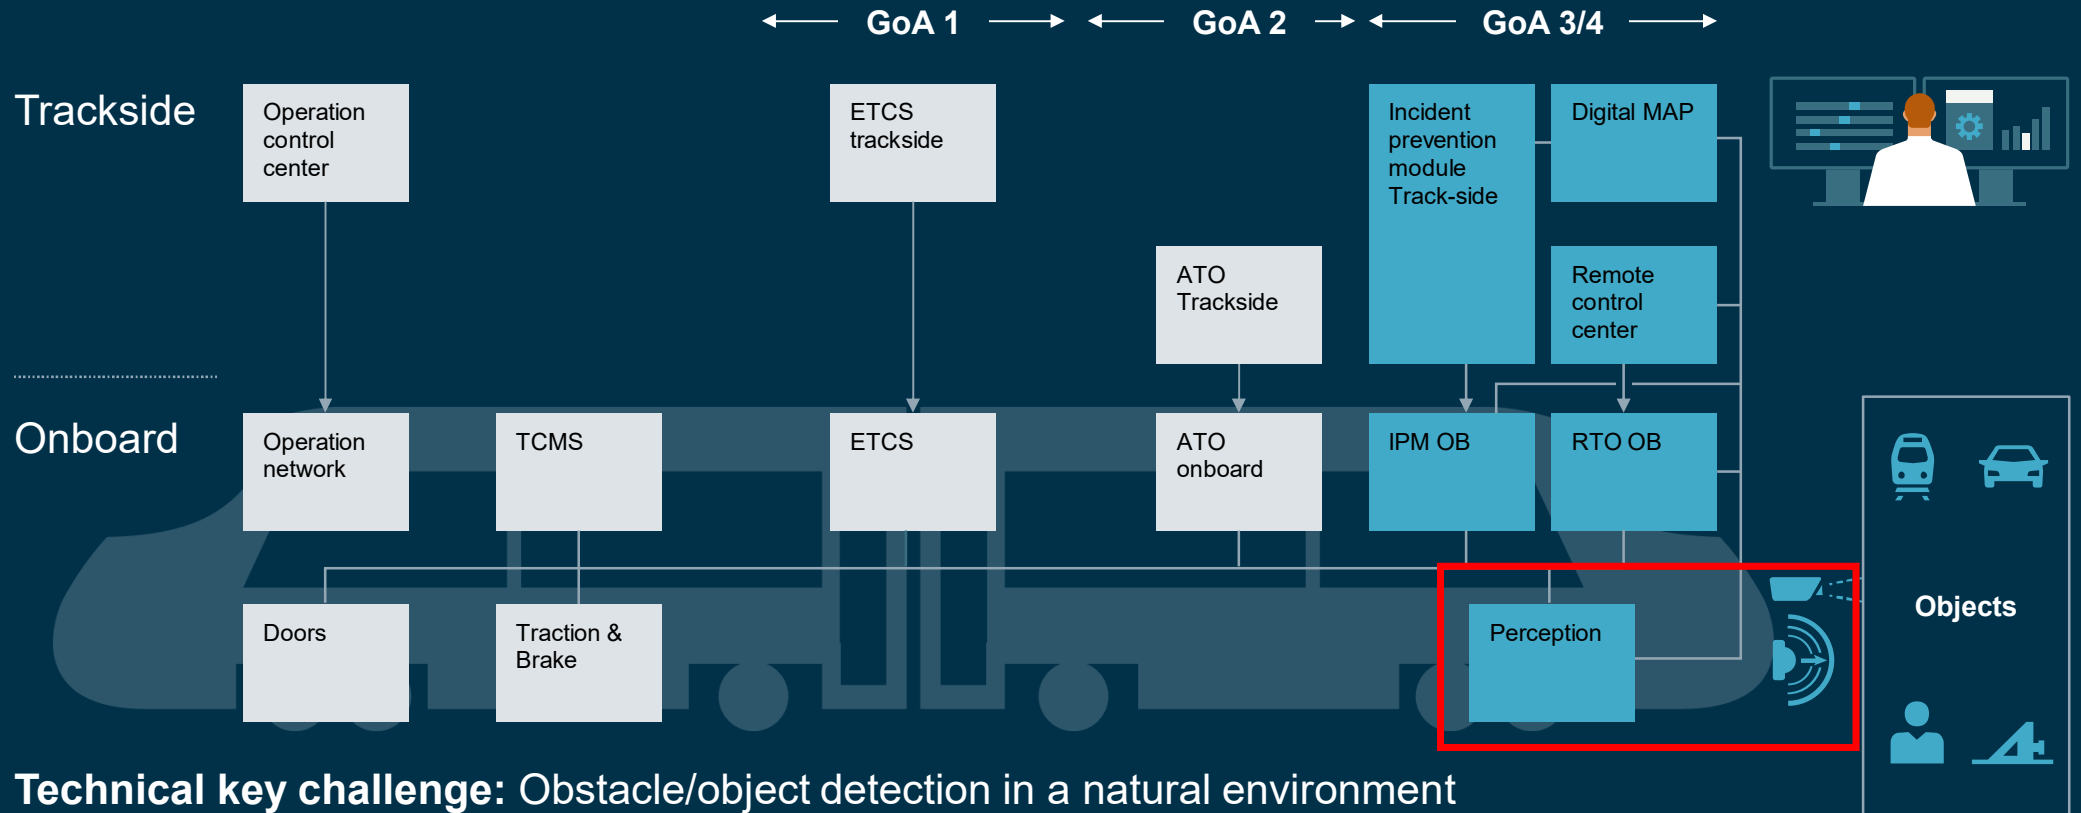 GoA 1
GoA 2
GoA 3/4
Trackside
Operation
control
center
ETCS
trackside
Incident
prevention
module
Track-side
Digital MAP
ATO
Trackside
Remote
control
center
Onboard
Operation
network
TCMS
ETCS
ATO
onboard
IPM OB
RTO OB
Doors
Traction &
Brake
Perception
Objects
Technical key challenge: Obstacle/object detection in a natural environment